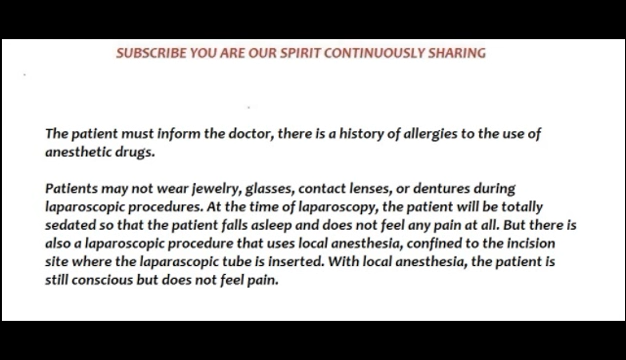 SUBSCRIBE YOU ARE OUR SPIRIT CONTINUOUSLY SHARING
The patient must inform the doctor, there is a history of allergies to the use of
anesthetic drugs.
Patients may not wear jewelry, glasses, contact lenses, or dentures during
laparoscopic procedures. At the time of laparoscopy, the patient will be totally
sedated so that the patient falls asleep and does not feel any pain at all. But there is
also a laparoscopic procedure that uses local anesthesia, confined to the incision
site where the laparascopic tube is inserted. With local anesthesia, the patient is
still conscious but does not feel pain.